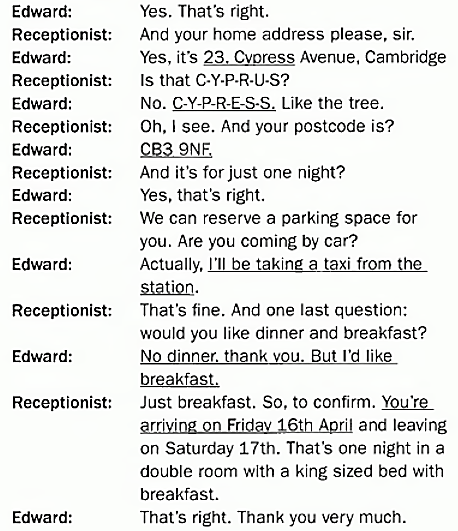 Edward: Yes. That's right.
Receptionist: And your home address please, sir.
Edward: Yes, it's 23. Cypress Avenue, Cambridge
Receptionist: Is that C-Y-P-R-U-S?
Edward: No. C-Y-P-R-E-S-S. Like the tree.
Receptionist: Oh, I see. And your postcode is?
Edward: CB3 9NF.
Receptionist: And it's for just one night?
Edward: Yes, that's right.
Receptionist: We can reserve a parking space for
you. Are you coming by car?
Edward: Actually, I'll be taking a taxi from the
station.
Receptionist: That's fine. And one last question:
would you like dinner and breakfast?
Edward: No dinner, thank you. But I'd like
breakfast.
Receptionist: Just breakfast. So, to confirm. You're
arriving on Friday 16th April and leaving
on Saturday 17th. That's one night in a
double room with a king sized bed with
breakfast.
Edward: That's right. Thank you very much.